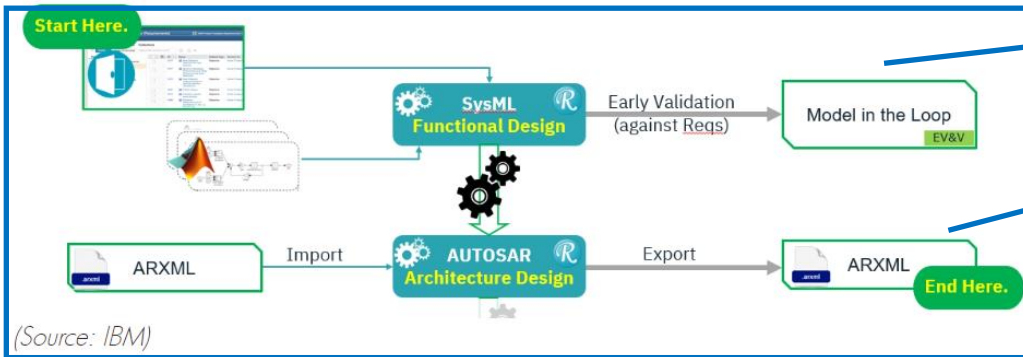 Start Here.
SysML
Functional Design
Early Validation
(against Reqs)
Model in the Loop
EV&V
ARXML
.arxml
Import
AUTOSAR
Architecture Design
Export
ARXML
.arxml
End Here.
(Source: IBM)